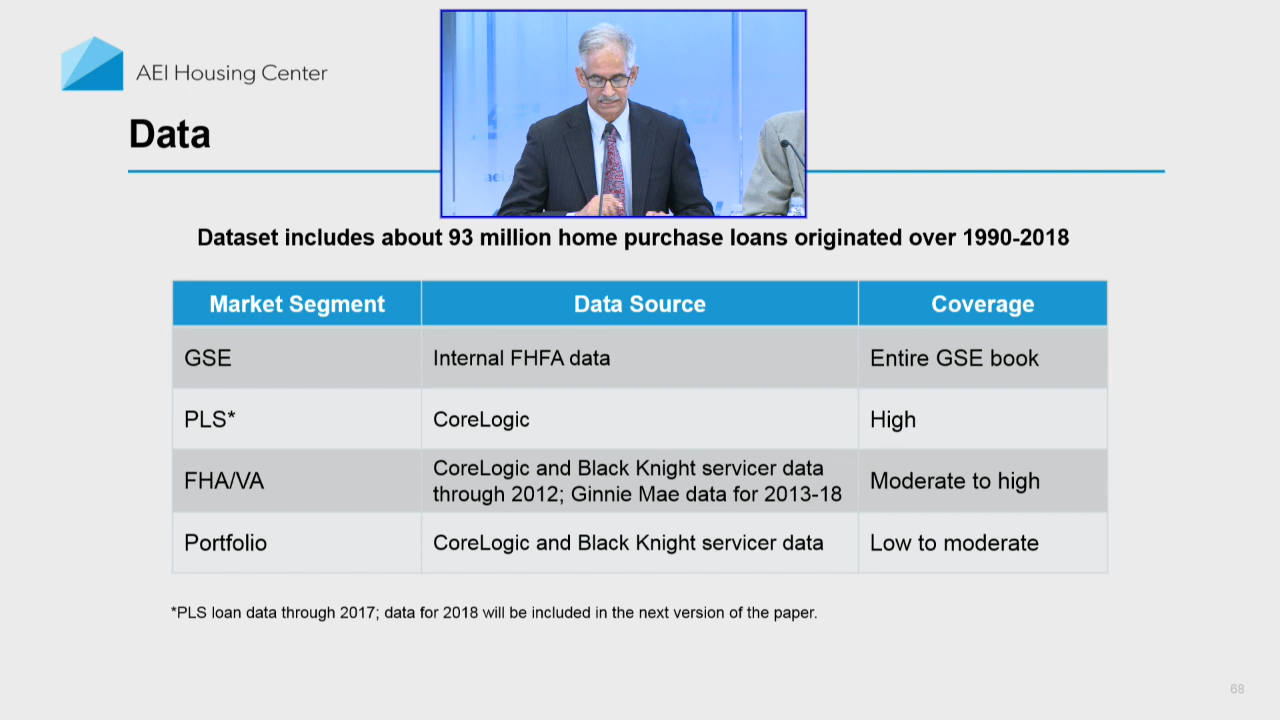 AEI Housing Center
Data
Dataset includes about 93 million home purchase loans originated over 1990-2018
Market Segment
Data Source
Coverage
GSE
Internal FHFA data
Entire GSE book
PLS*
CoreLogic
High
FHA/VA
CoreLogic and Black Knight servicer data
through 2012; Ginnie Mae data for 2013-18
Moderate to high
Portfolio
CoreLogic and Black Knight servicer data
Low to moderate
*PLS loan data through 2017; data for 2018 will be included in the next version of the paper.
68